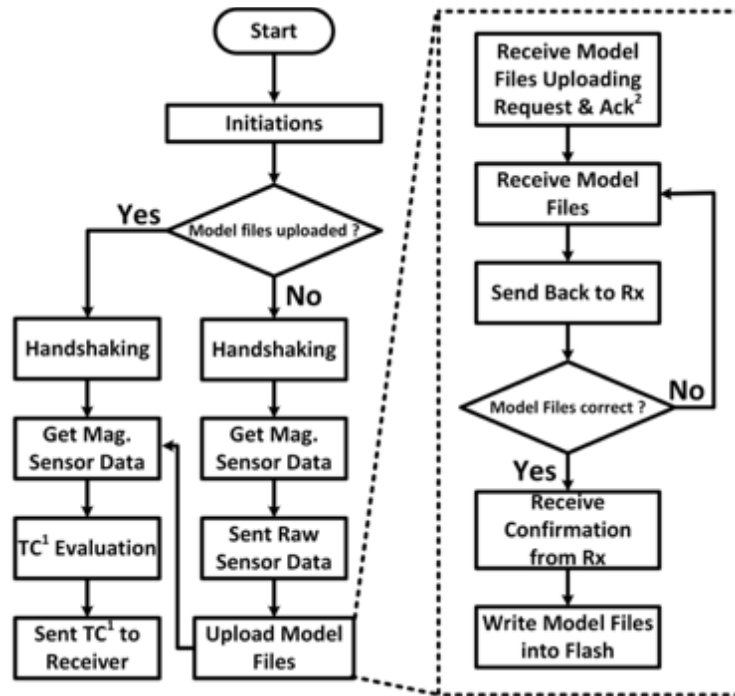 Start
Initiations
Model files uploaded ?
Yes
No
Handshaking
Get Mag.
Sensor Data
TC¹ Evaluation
Sent TC¹ to
Receiver
Handshaking
Get Mag.
Sensor Data
Sent Raw
Sensor Data
Upload Model
Files
Receive Model
Files Uploading
Request & Ack²
Receive Model
Files
Send Back to Rx
Model Files correct ?
No
Yes
Receive
Confirmation
from Rx
Write Model Files
into Flash